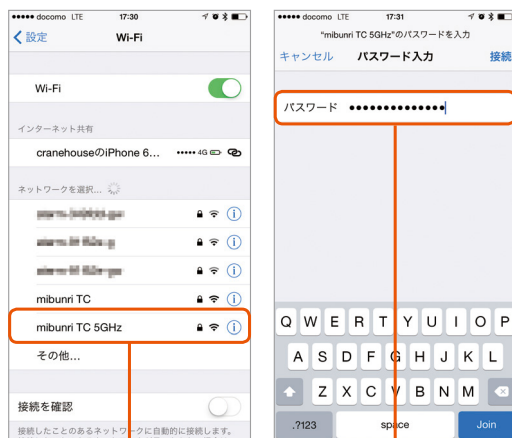 docomo LTE 17:30
設定 Wi-Fi
Wi-Fi
インターネット共有
cranehouseのiPhone 6... 4G
ネットワークを選択...
mibunri TC
mibunri TC 5GHz
その他...
接続を確認
接続したことのあるネットワークに自動的に接続します。
docomo LTE 17:31
"mibunri TC 5GHz"のパスワードを入力
キャンセル パスワード入力 接続
パスワード ●●●●●●●●●●●●●●
Q W E R T Y U I O P
A S D F G H J K L
Z X C V B N M
.?123 space Join